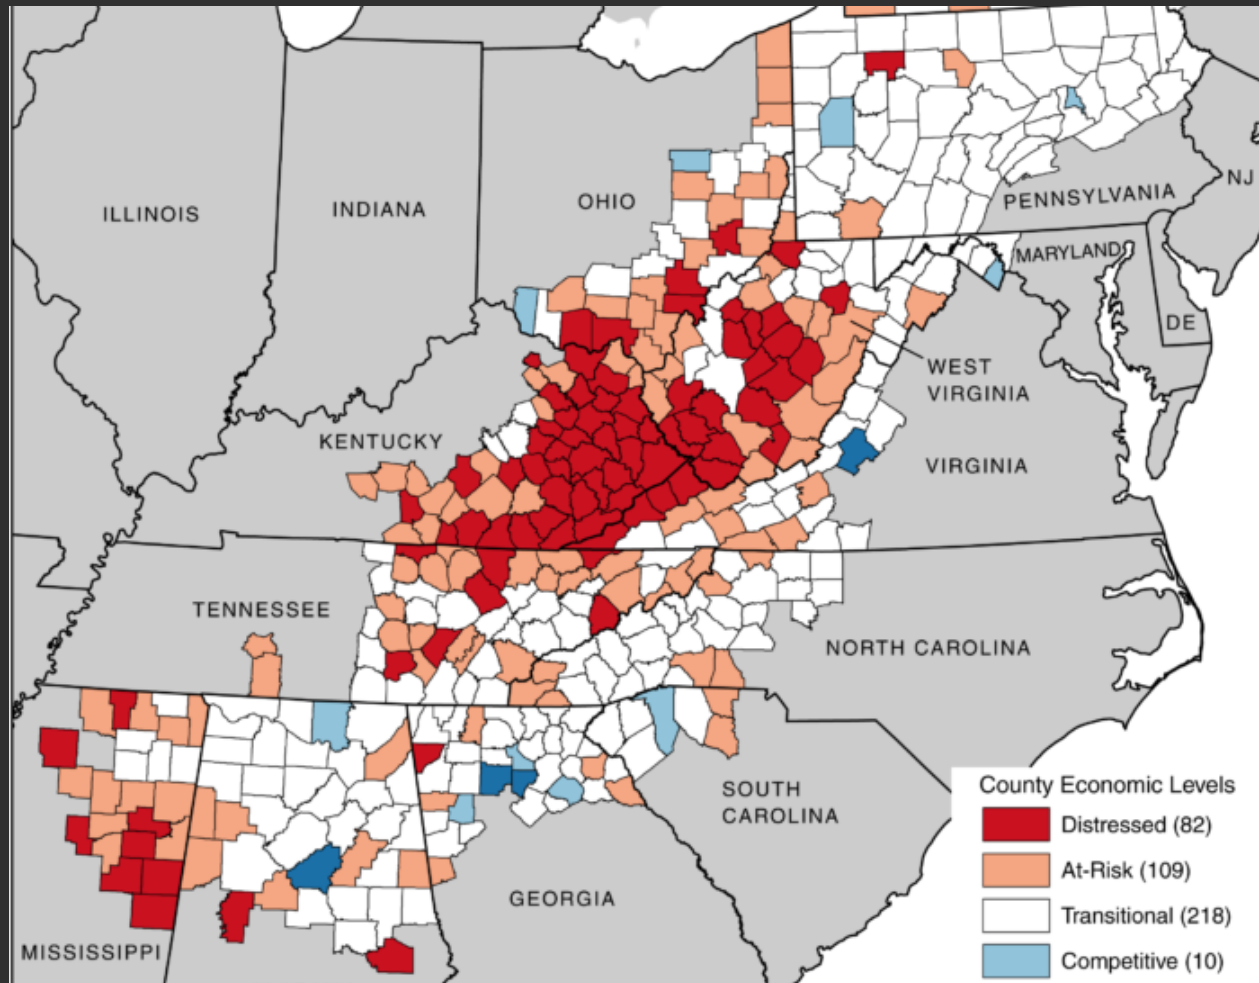 ILLINOIS
INDIANA
OHIO
PENNSYLVANIA
NJ
MARYLAND
DE
WEST
VIRGINIA
KENTUCKY
VIRGINIA
TENNESSEE
NORTH CAROLINA
SOUTH
CAROLINA
GEORGIA
MISSISSIPPI
County Economic Levels
Distressed (82)
At-Risk (109)
Transitional (218)
Competitive (10)